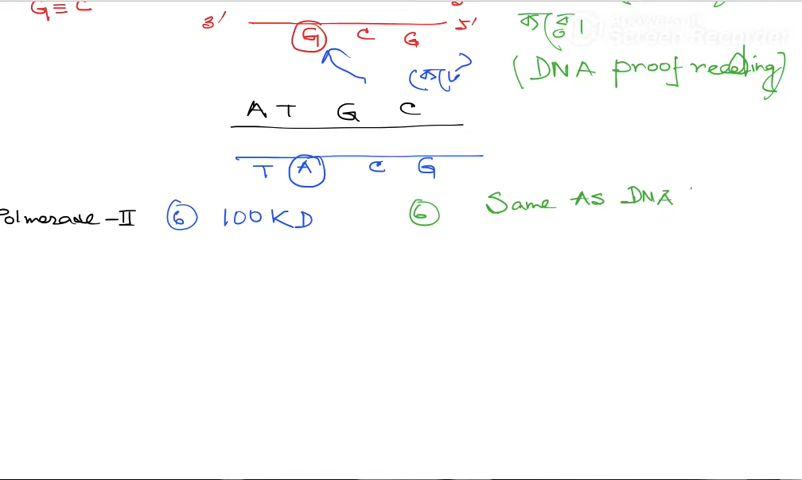 G≡C
3' 5'
G C G
(DNA proof reading)
A T G C
T A C G
Polmerase-II ⑥ 100KD ⑥ Same As DNA